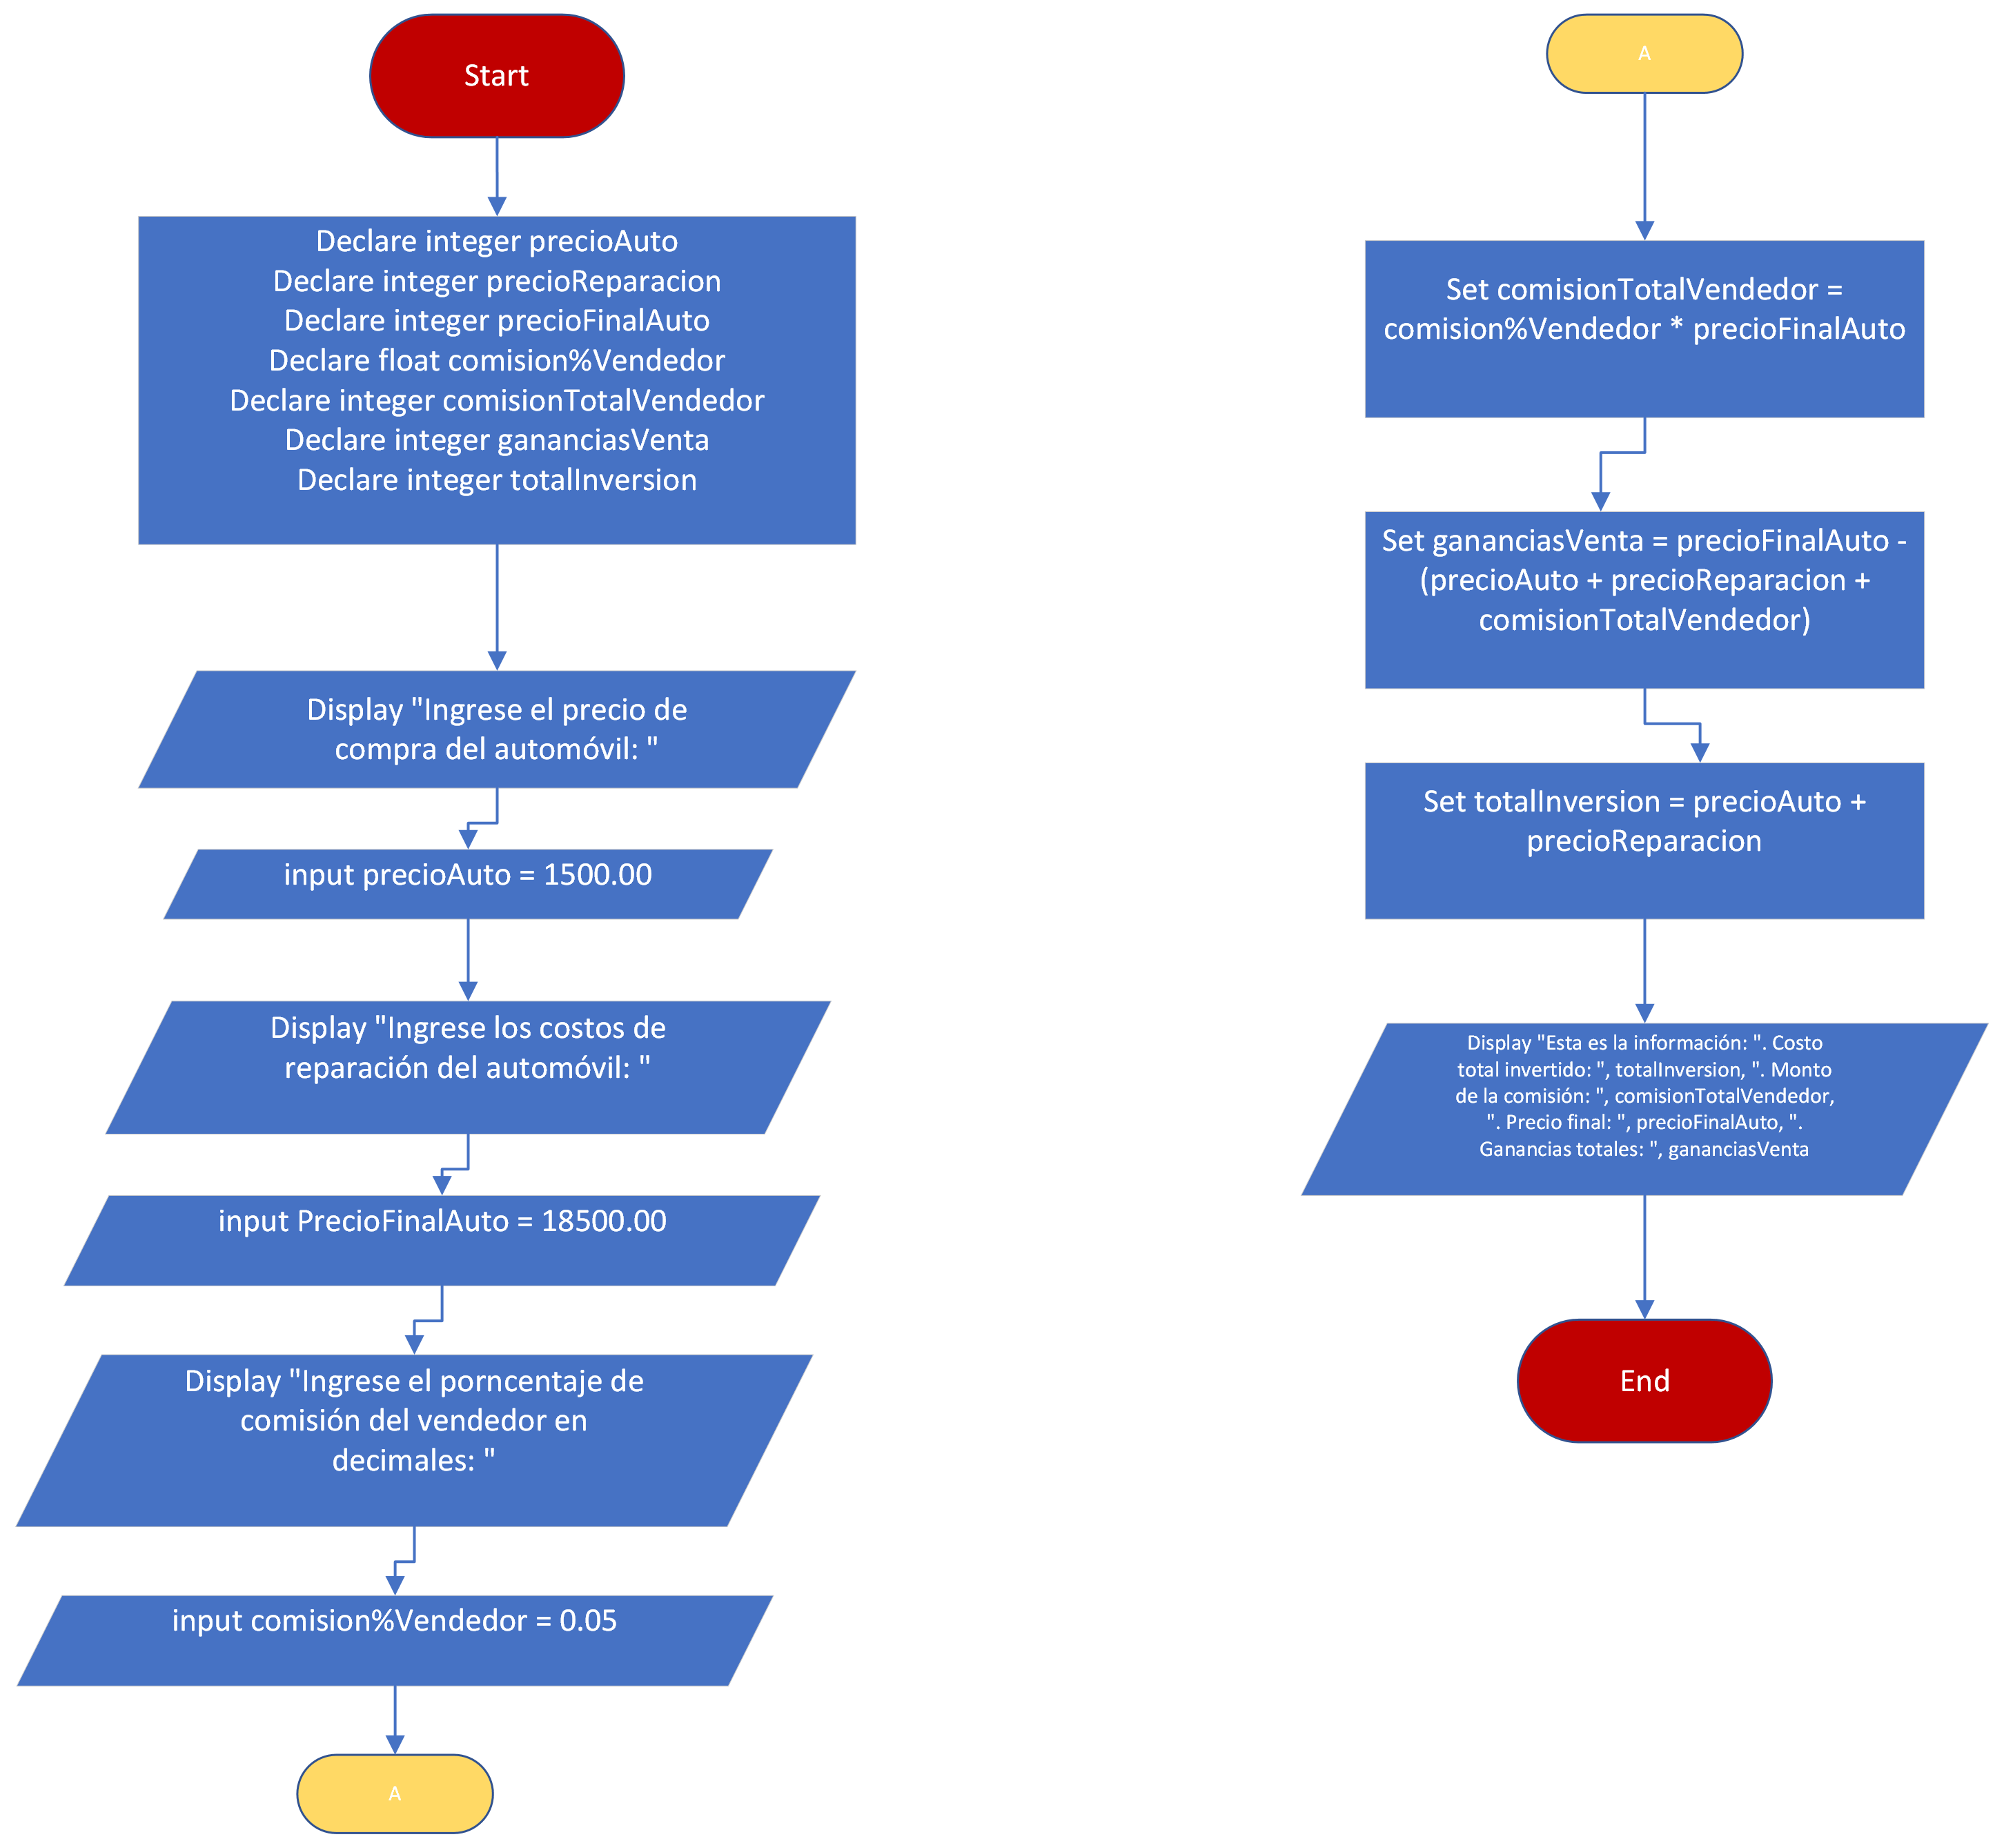 Start
Declare integer precioAuto
Declare integer precioReparacion
Declare integer precioFinalAuto
Declare float comision%Vendedor
Declare integer comisionTotalVendedor
Declare integer gananciasVenta
Declare integer totalInversion
Display "Ingrese el precio de
compra del automóvil: "
input precioAuto = 1500.00
Display "Ingrese los costos de
reparación del automóvil: "
input PrecioFinalAuto = 18500.00
Display "Ingrese el porncentaje de
comisión del vendedor en
decimales: "
input comision%Vendedor = 0.05
A
A
Set comisionTotalVendedor =
comision%Vendedor * precioFinalAuto
Set gananciasVenta = precioFinalAuto -
(precioAuto + precioReparacion +
comisionTotalVendedor)
Set totalInversion = precioAuto +
precioReparacion
Display "Esta es la información: ". Costo
total invertido: ", totalInversion, ". Monto
de la comisión: ", comisionTotalVendedor,
". Precio final: ", precioFinalAuto, ".
Ganancias totales: ", gananciasVenta
End